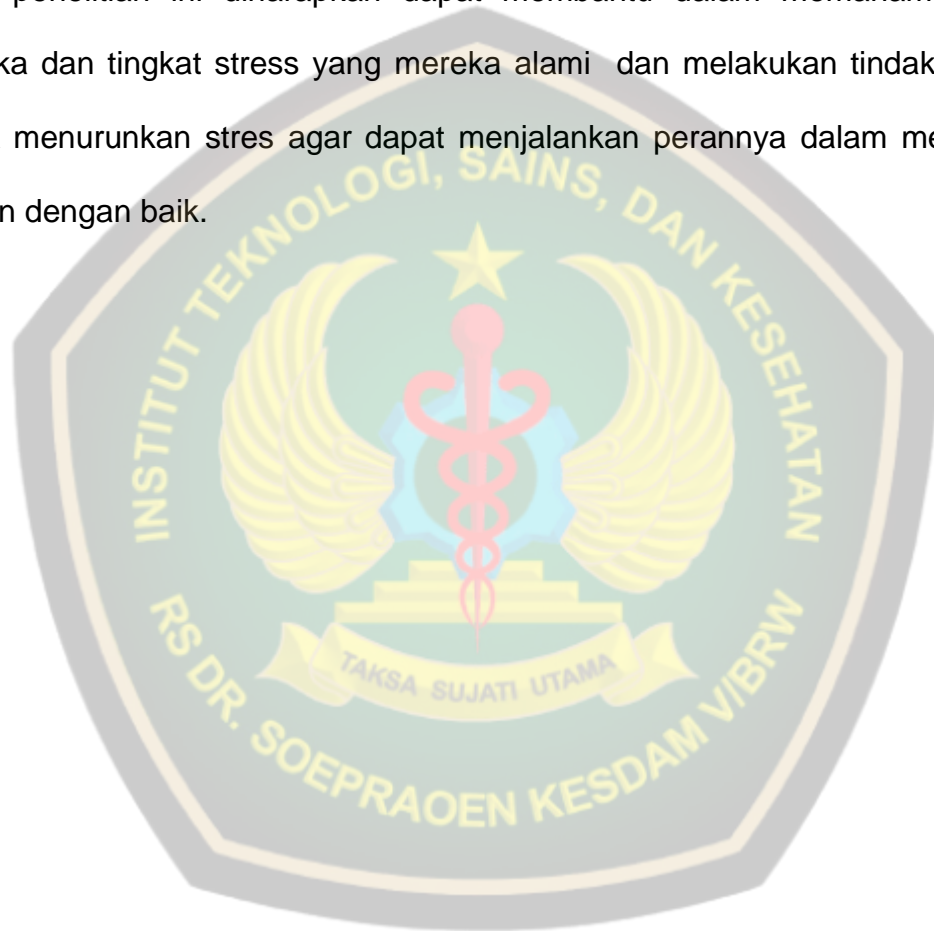 penelitian ini diharapkan dapat membantu dalam
ka dan tingkat stress yang mereka alami dan melakukan tindak
menurunkan stres agar dapat menjalankan perannya dalam me
n dengan baik.
INSTITUT TEKNOLOGI, SAINS, DAN KESEHATAN
TAKSA SUJATI UTAMA
RS DR. SOEPRAOEN KESDAM V/BRW